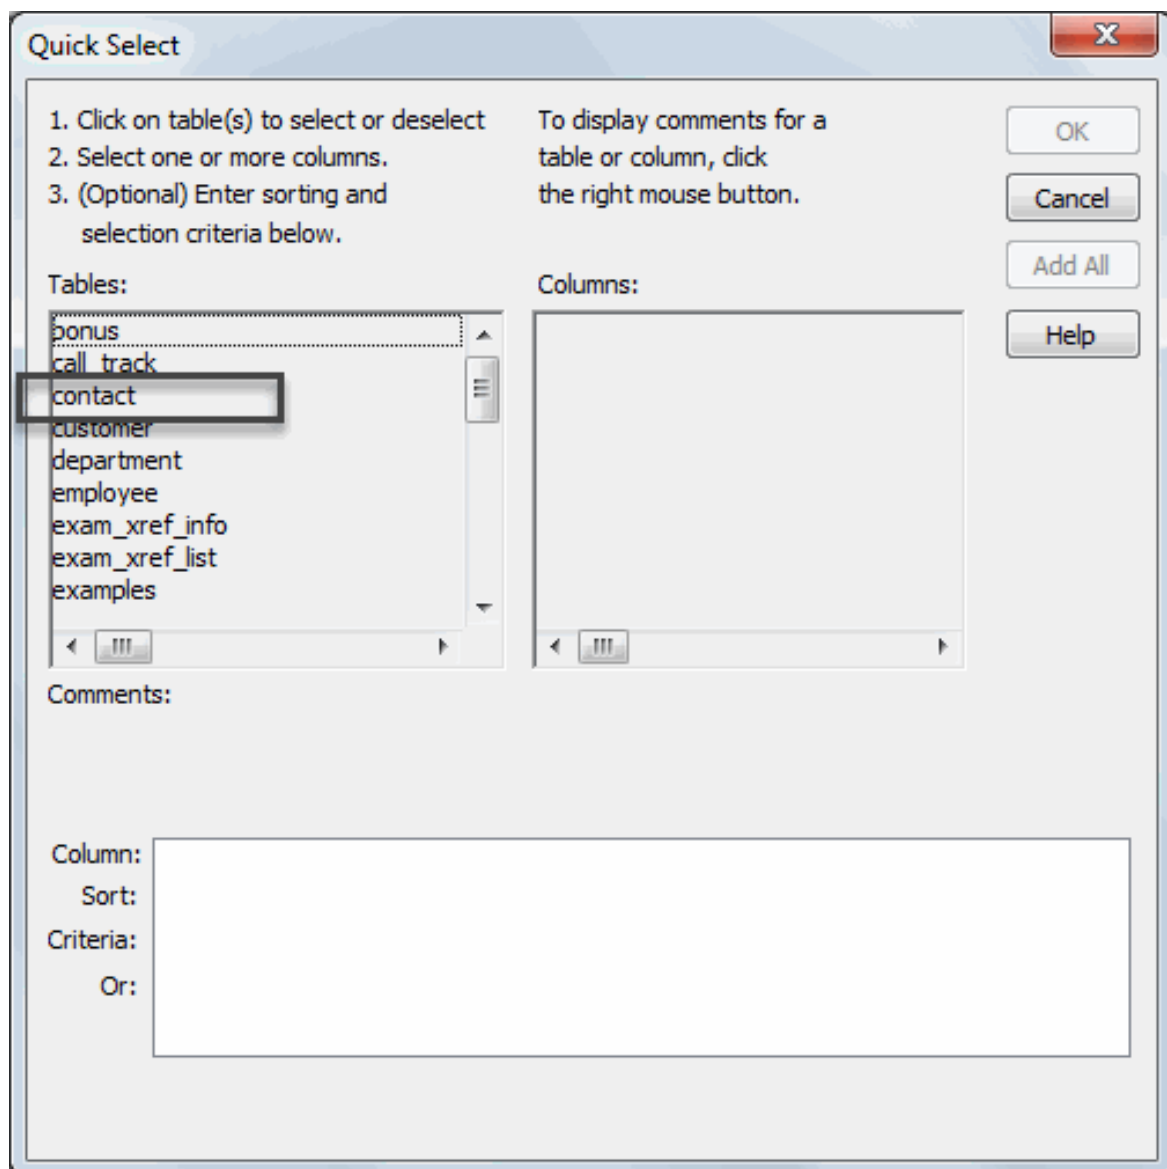 Quick Select
1. Click on table(s) to select or deselect
2. Select one or more columns.
3. (Optional) Enter sorting and
selection criteria below.
To display comments for a
table or column, click
the right mouse button.
OK
Cancel
Add All
Help
Tables:
bonus
call_track
contact
customer
department
employee
exam_xref_info
exam_xref_list
examples
Columns:
Comments:
Column:
Sort:
Criteria:
Or: